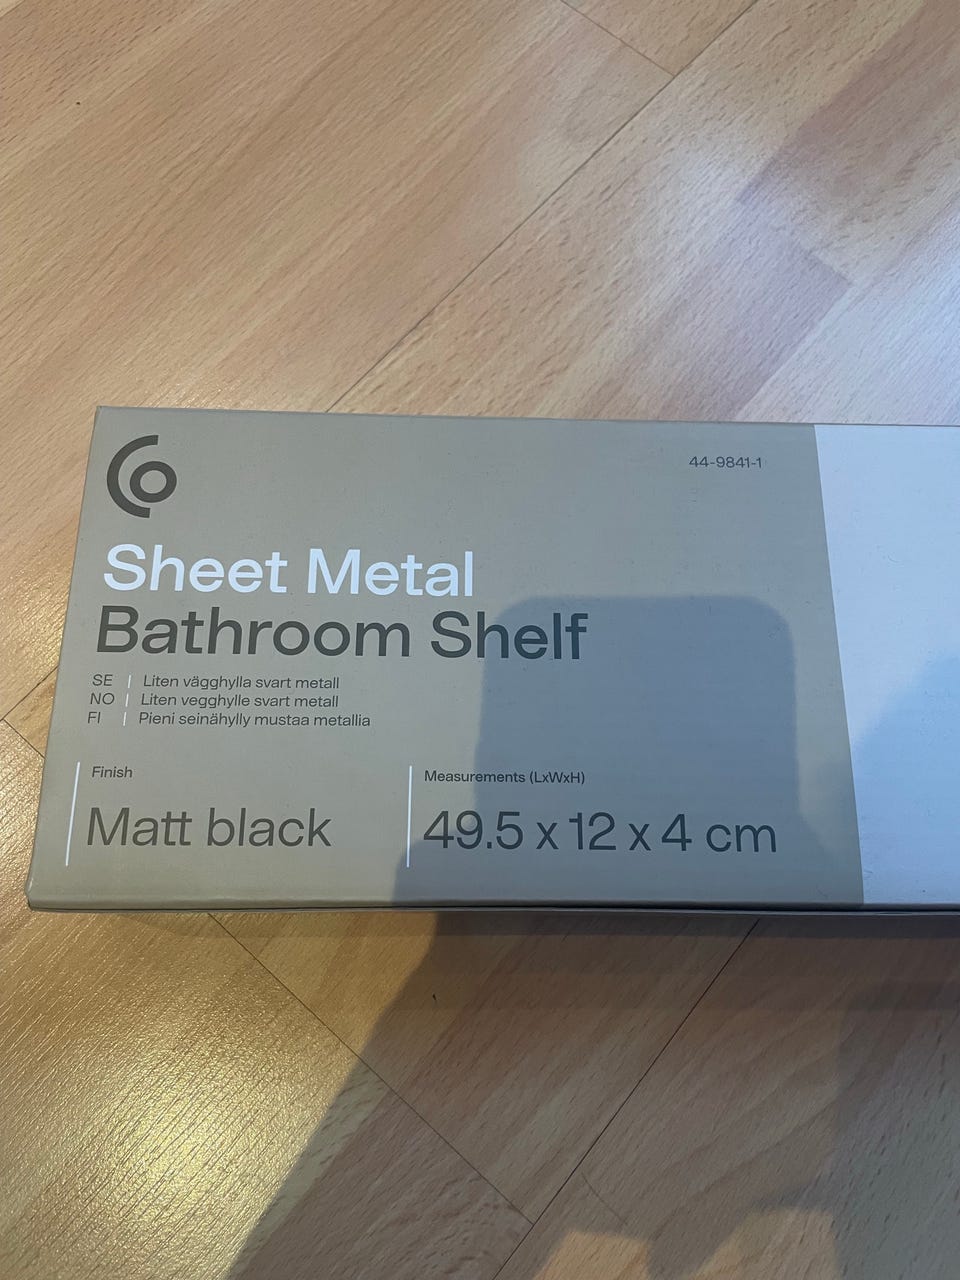 44-9841-1
Sheet Metal
Bathroom Shelf
SE | Liten vägghylla svart metall
NO | Liten vegghylle svart metall
FI | Pieni seinähylly mustaa metallia
Finish
Matt black
Measurements (LxWxH)
49.5 x 12 x 4 cm